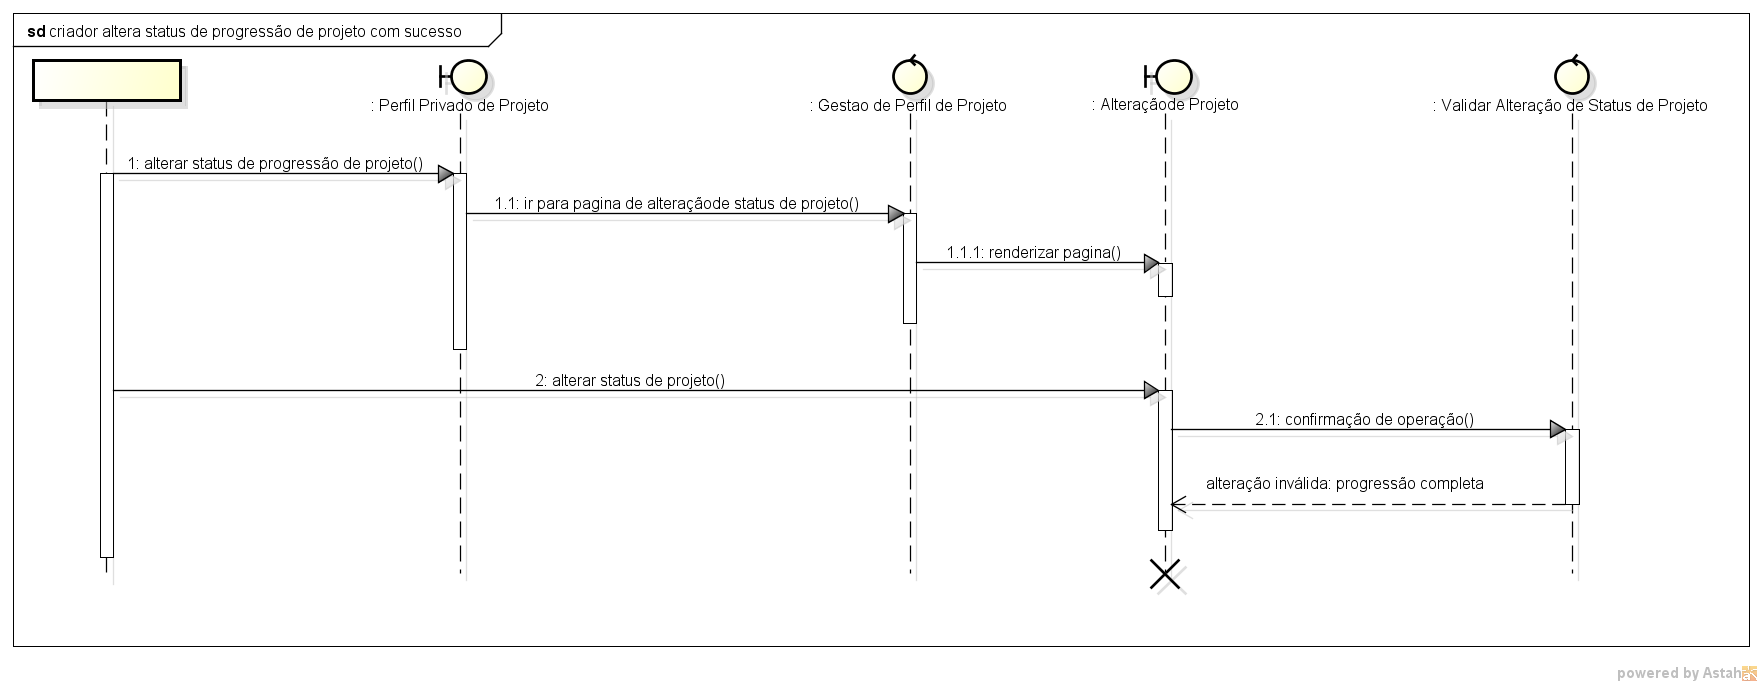 sd criador altera status de progressão de projeto com sucesso
: Perfil Privado de Projeto
: Gestao de Perfil de Projeto
: Alteraçãode Projeto
: Validar Alteração de Status de Projeto
1: alterar status de progressão de projeto()
1.1: ir para pagina de alteraçãode status de projeto()
1.1.1: renderizar pagina()
2: alterar status de projeto()
2.1: confirmação de operação()
alteração inválida: progressão completa
powered by Astah